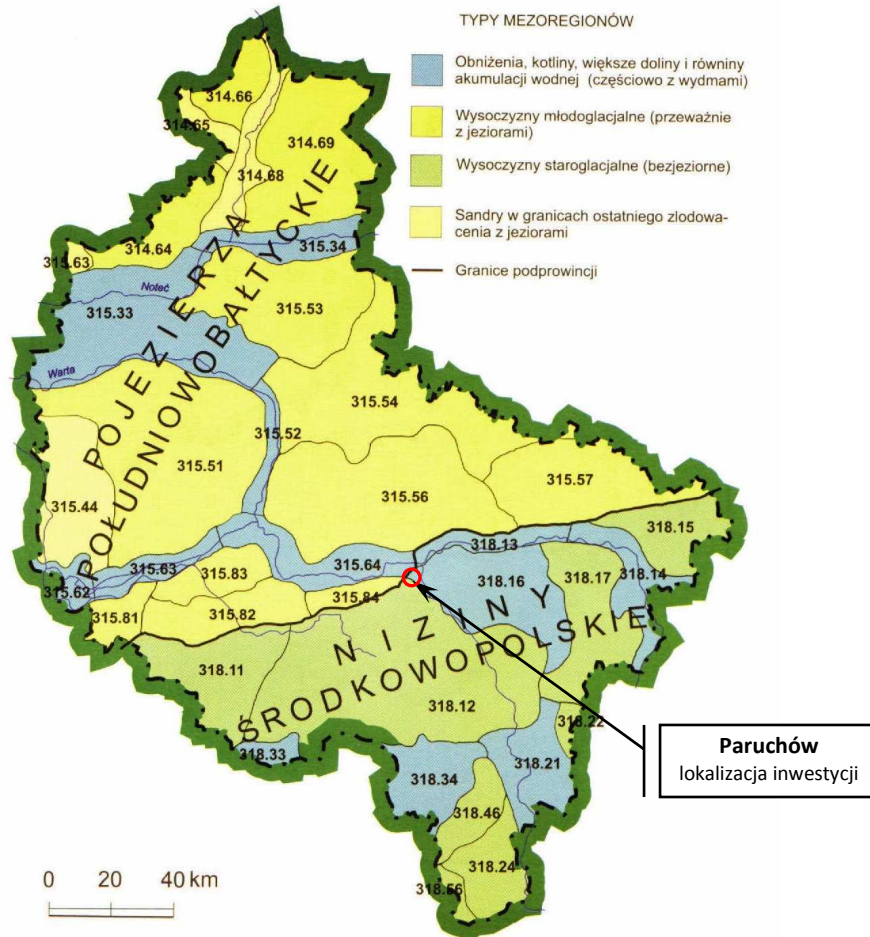 TYPY MEZOREGIONÓW
Obniżenia, kotliny, większe doliny i równiny
akumulacji wodnej (częściowo z wydmami)
Wysoczyzny młodoglacjalne (przeważnie
z jeziorami)
Wysoczyzny staroglacjalne (bezjeziorne)
Sandry w granicach ostatniego zlodowa-
cenia z jeziorami
Granice podprowincji
314.66
314.65
314.69
314.68
314.64
315.63
315.34
Noteć
315.33
315.53
Warta
315.54
315.52
315.51
315.57
315.56
315.44
318.15
318.13
315.64
315.63
315.83
315.62
318.16
318.17
318.14
315.84
315.82
315.81
318.11
318.12
318.22
318.33
318.21
318.34
318.46
318.24
318.56
POJEZIERZA
POŁUDNIOWOBAŁTYCKIE
NIZINY
ŚRODKOWOPOLSKIE
Paruchów
lokalizacja inwestycji
0 20 40 km